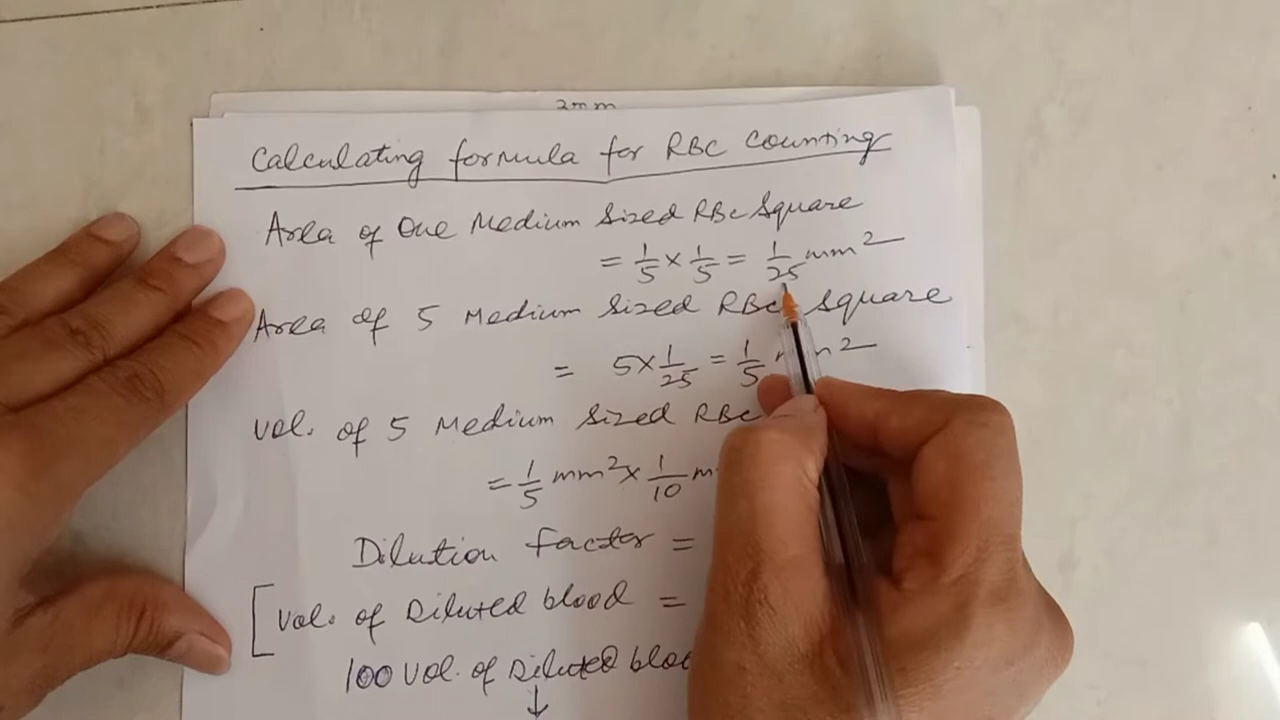 2mm
Calculating formula for RBC Counting
Area of One Medium Sized RBC Square
= 1/5 × 1/5 = 1/25 mm²
Area of 5 Medium Sized RBC Square
= 5 × 1/25 = 1/5 mm²
Vol. of 5 Medium Sized RBC
= 1/5 mm² × 1/10
Dilution factor =
[Vol. of Diluted blood =
100 Vol. of Diluted
↓